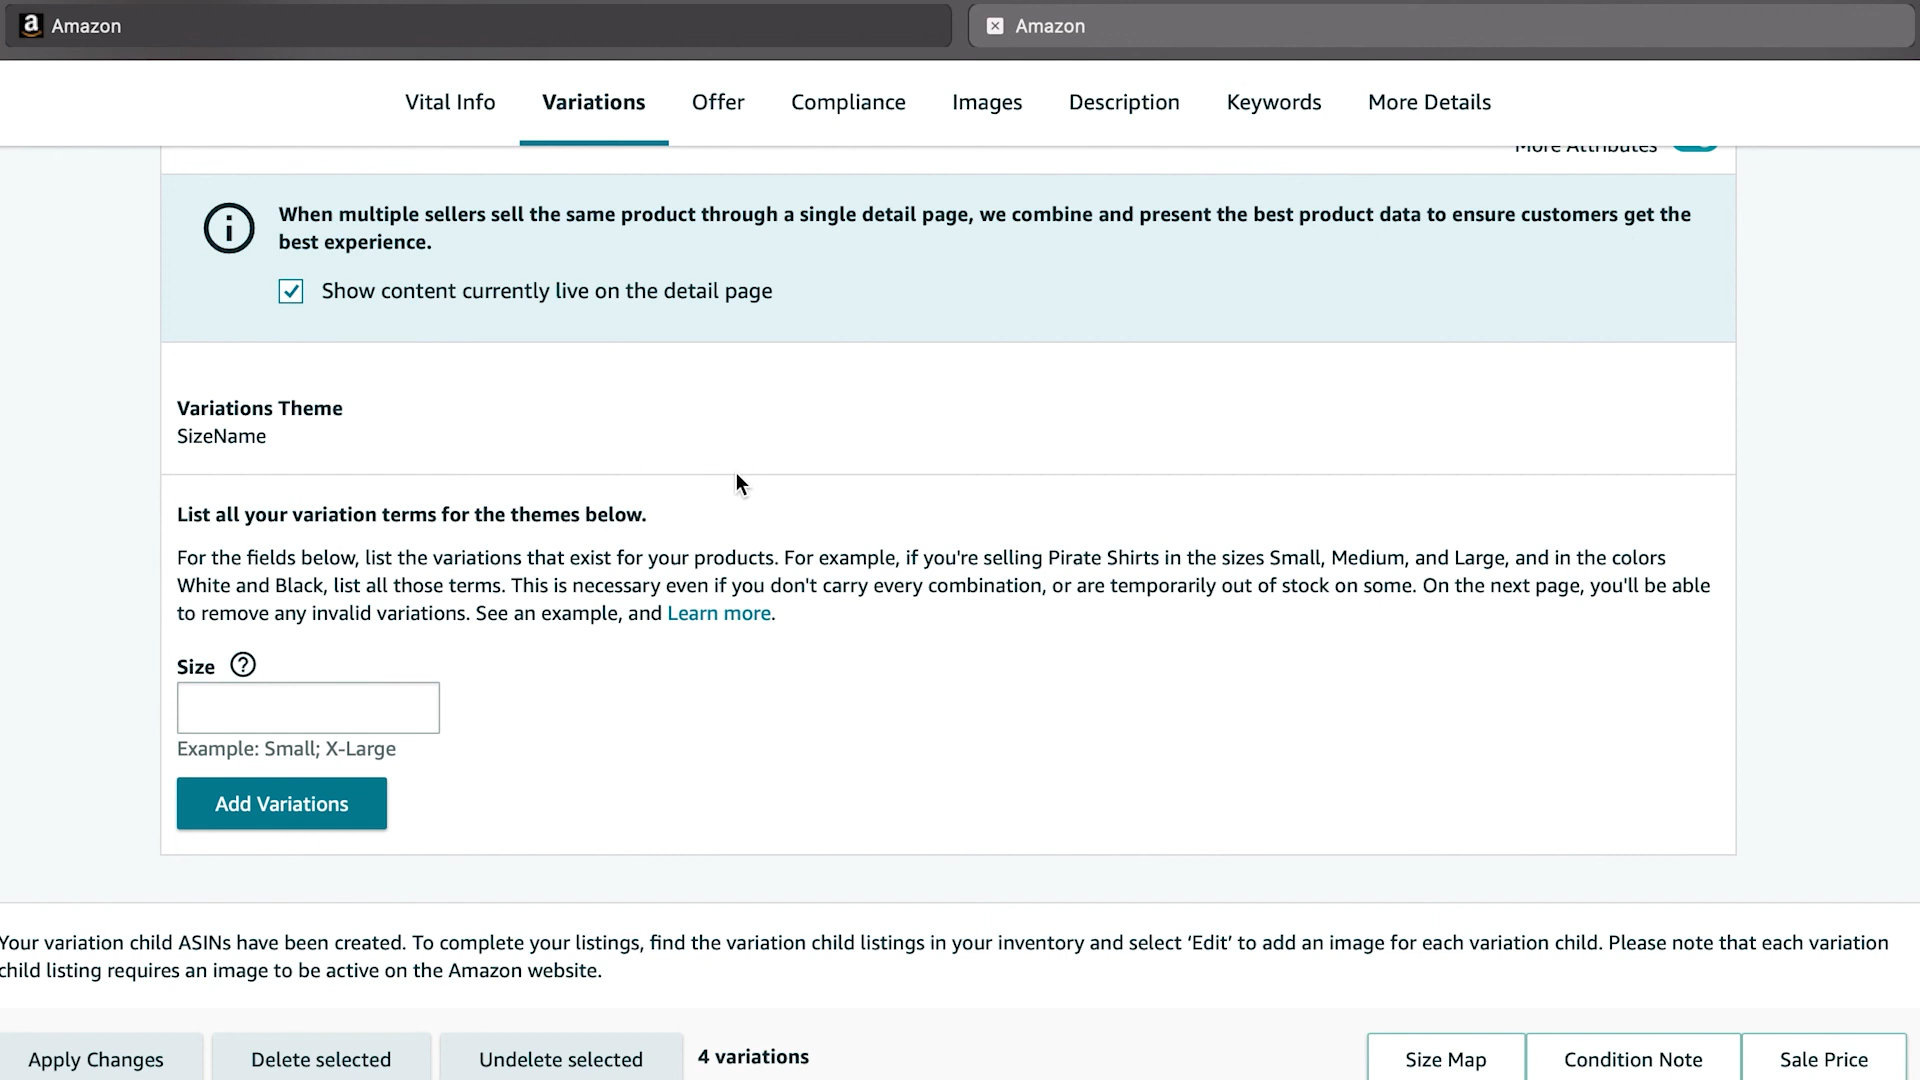 Amazon
Amazon
Vital Info
Variations
Offer
Compliance
Images
Description
Keywords
More Details
More Attributes
When multiple sellers sell the same product through a single detail page, we combine and present the best product data to ensure customers get the
best experience.
Show content currently live on the detail page
Variations Theme
SizeName
List all your variation terms for the themes below.
For the fields below, list the variations that exist for your products. For example, if you're selling Pirate Shirts in the sizes Small, Medium, and Large, and in the colors
White and Black, list all those terms. This is necessary even if you don't carry every combination, or are temporarily out of stock on some. On the next page, you'll be able
to remove any invalid variations. See an example, and Learn more.
Size
Example: Small; X-Large
Add Variations
Your variation child ASINs have been created. To complete your listings, find the variation child listings in your inventory and select ‘Edit’ to add an image for each variation child. Please note that each variation
child listing requires an image to be active on the Amazon website.
Apply Changes
Delete selected
Undelete selected
4 variations
Size Map
Condition Note
Sale Price